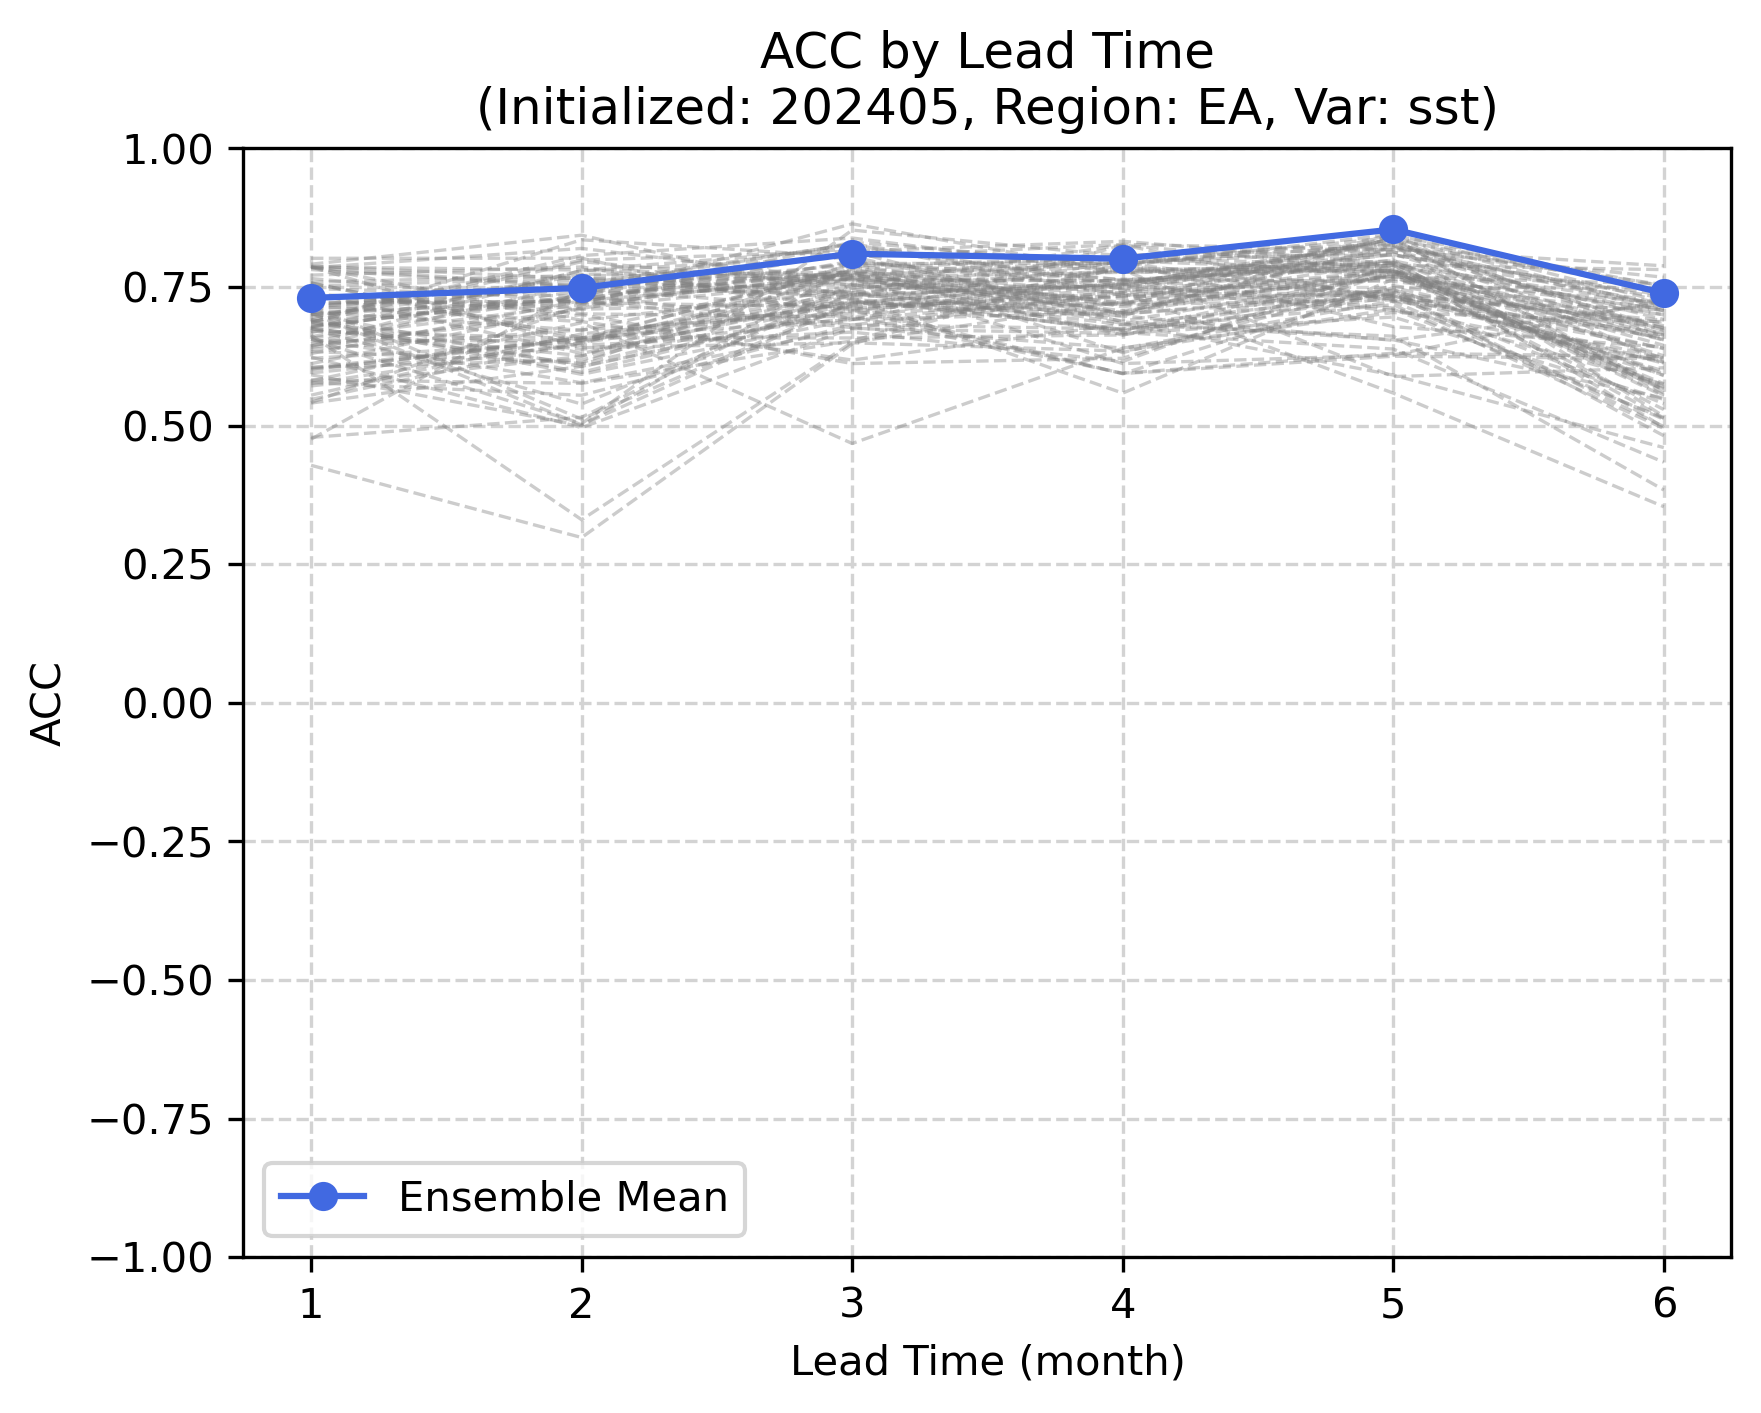 ACC by Lead Time
(Initialized: 202405, Region: EA, Var: sst)
1.00
0.75
0.50
0.25
0.00
−0.25
−0.50
−0.75
−1.00
ACC
Ensemble Mean
1 2 3 4 5 6
Lead Time (month)